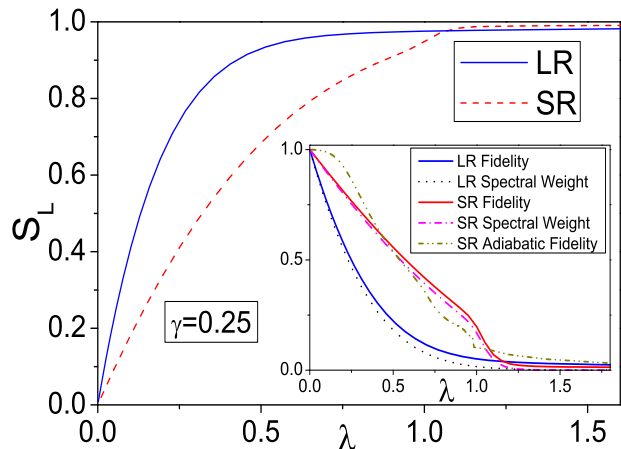 1.0
0.8
0.6
0.4
0.2
0.0
S_L
LR
SR
γ=0.25
0.0
0.5
1.0
1.5
λ
1.0
0.5
0.0
LR Fidelity
LR Spectral Weight
SR Fidelity
SR Spectral Weight
SR Adiabatic Fidelity
0.0
0.5
1.0
1.5
λ